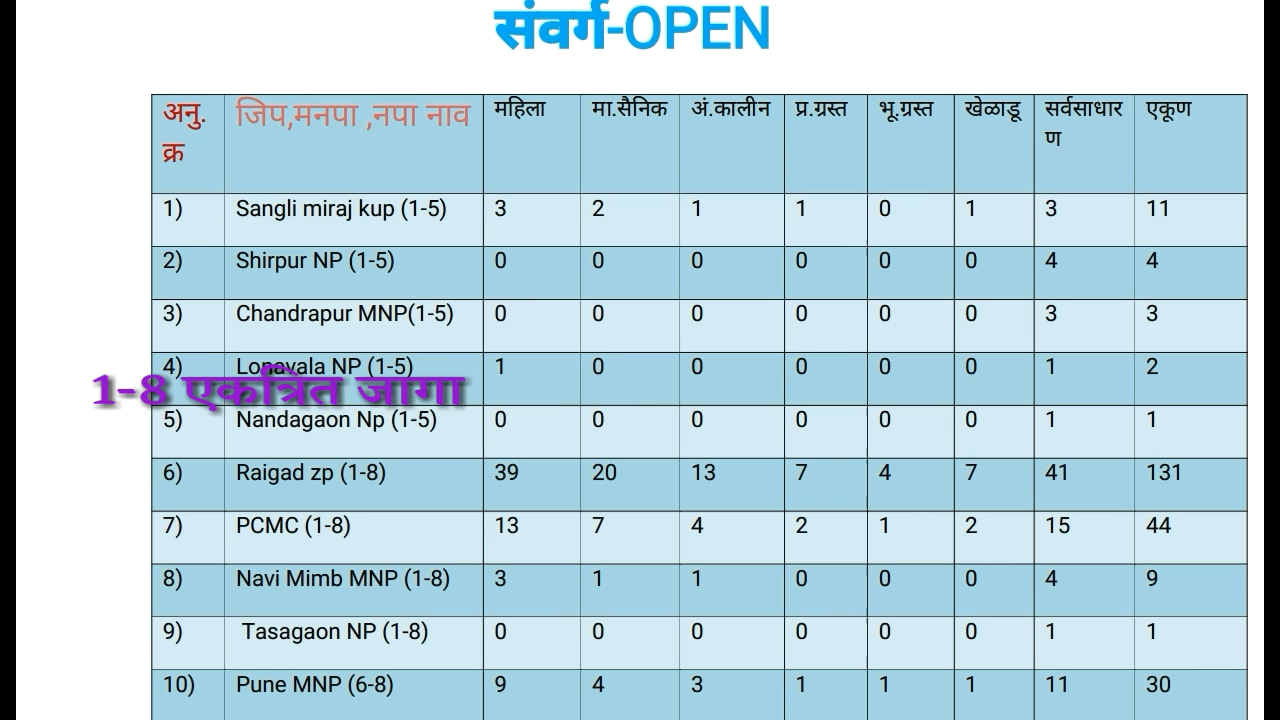 संवर्ग-OPEN
अनु. जिप,मनपा ,नपा नाव महिला मा.सैनिक अं.कालीन प्र.ग्रस्त भू.ग्रस्त खेळाडू सर्वसाधार एकूण
क्र ण
1) Sangli miraj kup (1-5) 3 2 1 1 0 1 3 11
2) Shirpur NP (1-5) 0 0 0 0 0 0 4 4
3) Chandrapur MNP(1-5) 0 0 0 0 0 0 3 3
4) Lonavala NP (1-5) 1 0 0 0 0 0 1 2
1-8 एकत्रित जागा
5) Nandagaon Np (1-5) 0 0 0 0 0 0 1 1
6) Raigad zp (1-8) 39 20 13 7 4 7 41 131
7) PCMC (1-8) 13 7 4 2 1 2 15 44
8) Navi Mimb MNP (1-8) 3 1 1 0 0 0 4 9
9) Tasagaon NP (1-8) 0 0 0 0 0 0 1 1
10) Pune MNP (6-8) 9 4 3 1 1 1 11 30